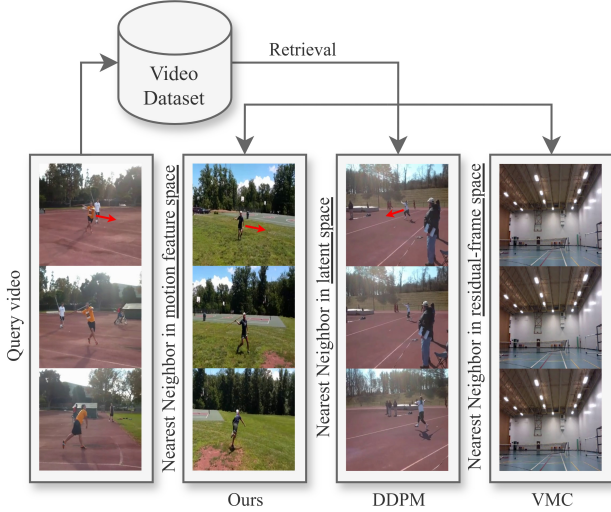 Video
Dataset
Retrieval
Query video
Nearest Neighbor in motion feature space
Nearest Neighbor in latent space
Nearest Neighbor in residual-frame space
Ours
DDPM
VMC